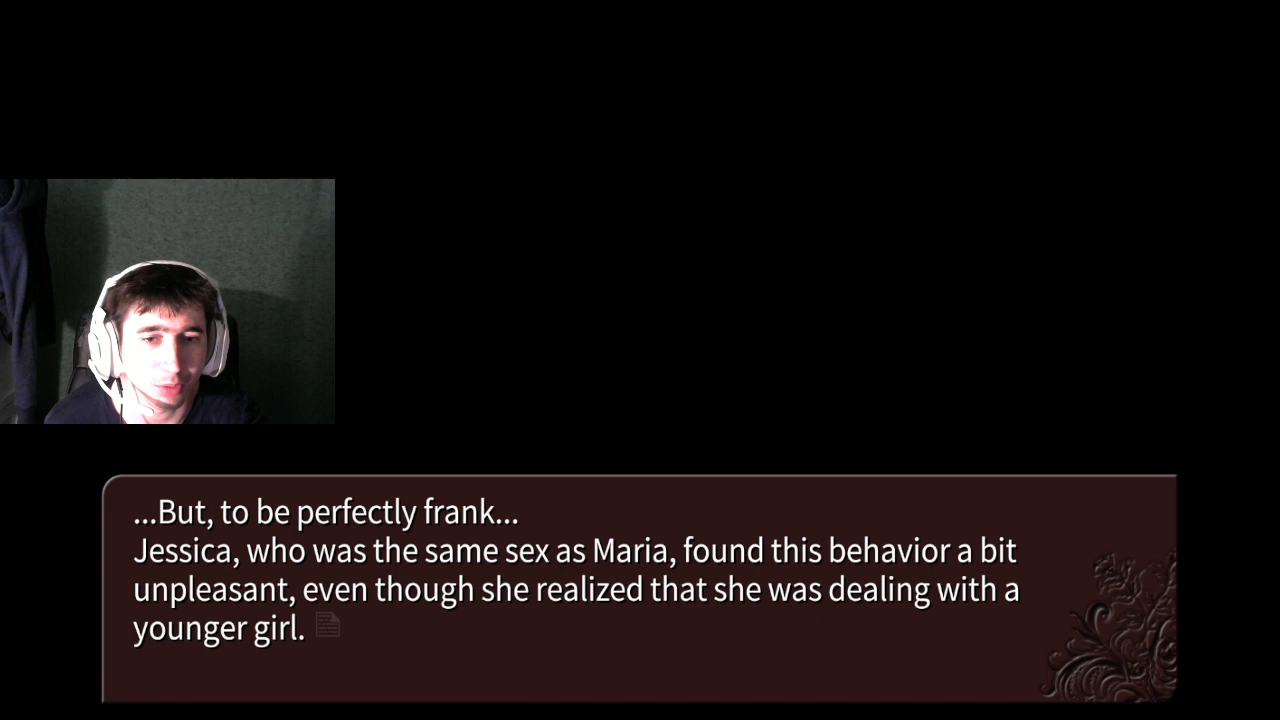 ...But, to be perfectly frank...
Jessica, who was the same sex as Maria, found this behavior a bit
unpleasant, even though she realized that she was dealing with a
younger girl.